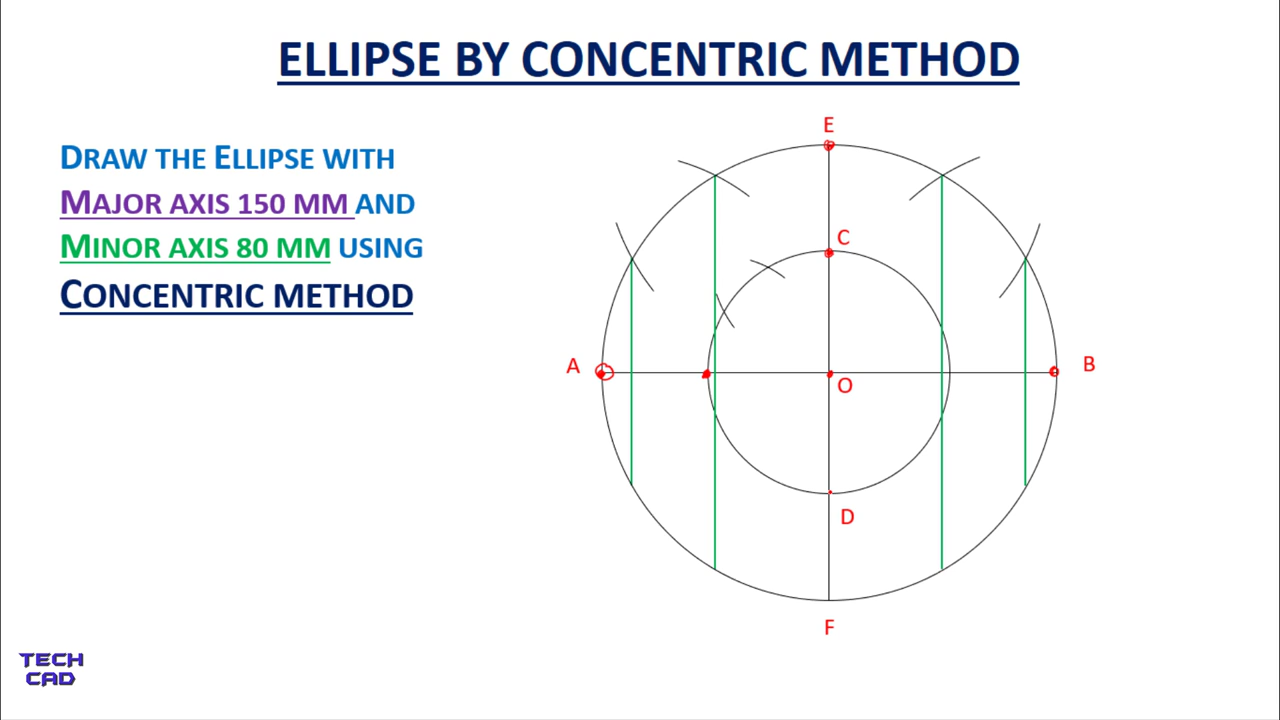 ELLIPSE BY CONCENTRIC METHOD
DRAW THE ELLIPSE WITH
MAJOR AXIS 150 MM AND
MINOR AXIS 80 MM USING
CONCENTRIC METHOD
E
C
A
B
O
D
F
TECH
CAD